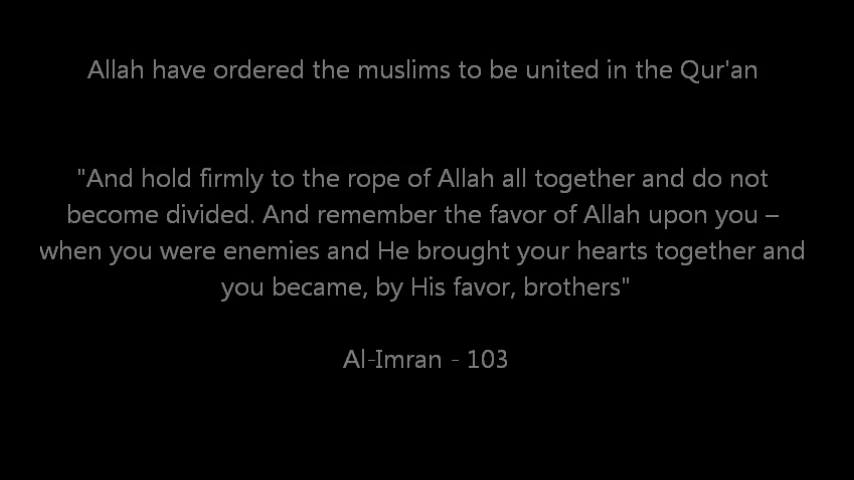 Allah have ordered the muslims to be united in the Qur'an
"And hold firmly to the rope of Allah all together and do not
become divided. And remember the favor of Allah upon you –
when you were enemies and He brought your hearts together and
you became, by His favor, brothers"
Al-Imran - 103